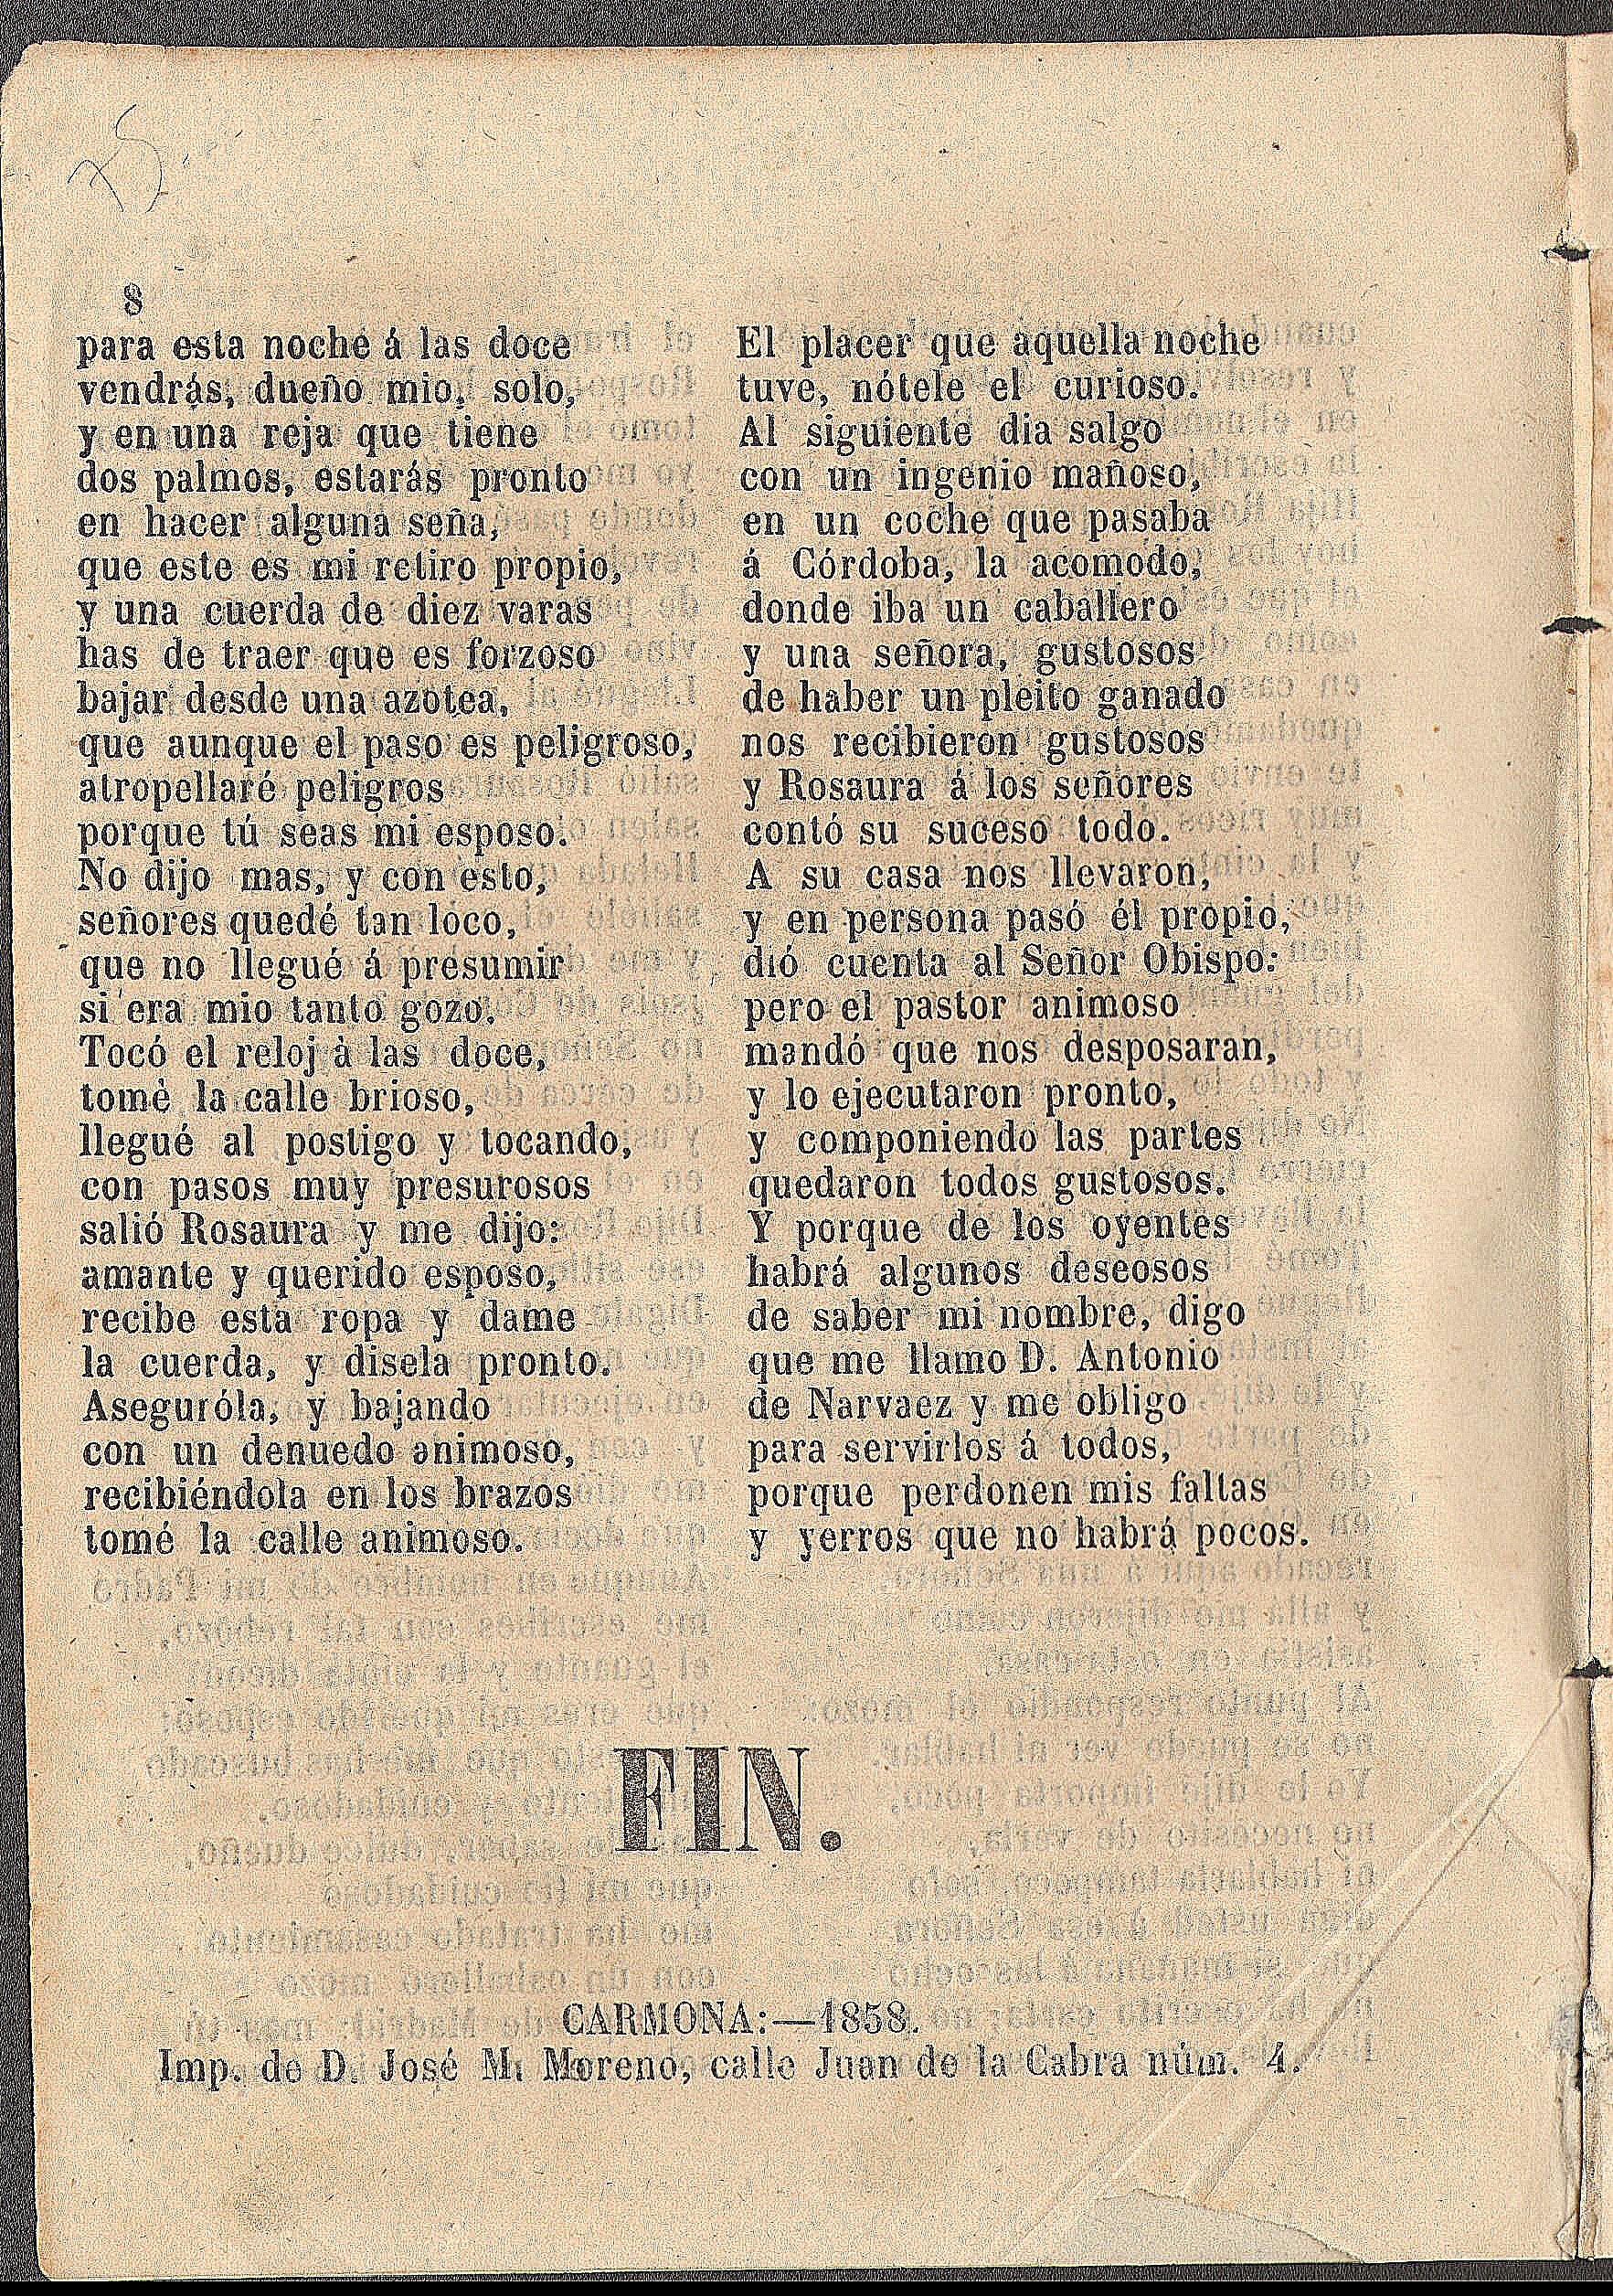 8
para esta noche á las doce
vendrás, dueño mio, solo,
y en una reja que tiene
dos palmos, estarás pronto
en hacer alguna seña,
que este es mi retiro propio,
y una cuerda de diez varas
has de traer que es forzoso
bajar desde una azotea,
que aunque el paso es peligroso,
atropellaré peligros
porque tú seas mi esposo.
No dijo mas, y con esto,
señores quedé tan loco,
que no llegué á presumir
si era mio tanto gozo.
Tocó el reloj à las doce,
tomè la calle brioso,
llegué al postigo y tocando,
con pasos muy presurosos
salió Rosaura y me dijo:
amante y querido esposo,
recibe esta ropa y dame
la cuerda, y disela pronto.
Aseguróla, y bajando
con un denuedo animoso,
recibiéndola en los brazos
tomé la calle animoso.
El placer que aquella noche
tuve, nótele el curioso.
Al siguiente dia salgo
con un ingenio mañoso,
en un coche que pasaba
á Córdoba, la acomodo,
donde iba un caballero
y una señora, gustosos
de haber un pleito ganado
nos recibieron gustosos
y Rosaura á los señores
contó su suceso todo.
A su casa nos llevaron,
y en persona pasó él propio,
dió cuenta al Señor Obispo:
pero el pastor animoso
mandó que nos desposaran,
y lo ejecutaron pronto,
y componiendo las partes
quedaron todos gustosos.
Y porque de los oyentes
habrá algunos deseosos
de saber mi nombre, digo
que me llamo D. Antonio
de Narvaez y me obligo
para servirlos á todos,
porque perdonen mis faltas
y yerros que no habrá pocos.
FIN.
CARMONA:—1858.
Imp. de D. José M. Moreno, calle Juan de la Cabra núm. 4.